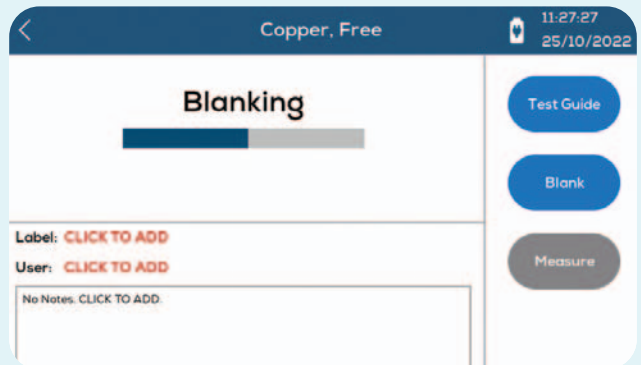 Copper, Free
11:27:27
25/10/2022
Blanking
Test Guide
Blank
Measure
Label: CLICK TO ADD
User: CLICK TO ADD
No Notes. CLICK TO ADD.